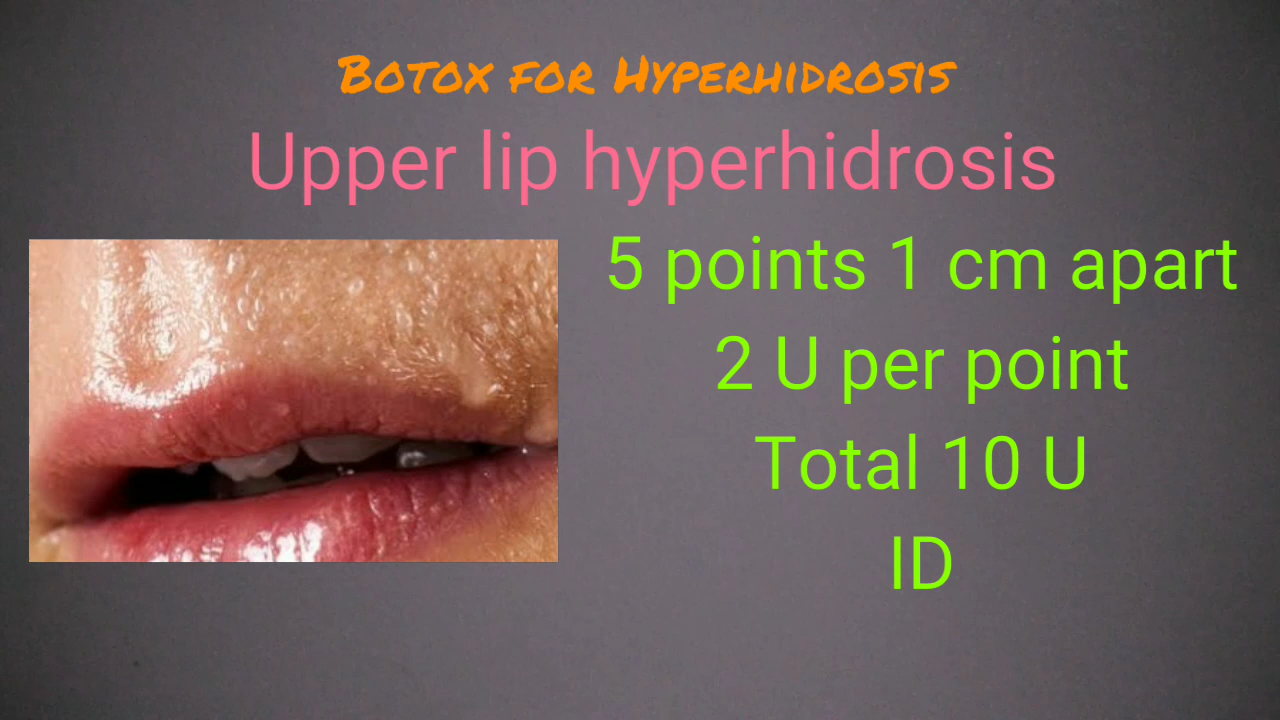 Botox for Hyperhidrosis
Upper lip hyperhidrosis
5 points 1 cm apart
2 U per point
Total 10 U
ID